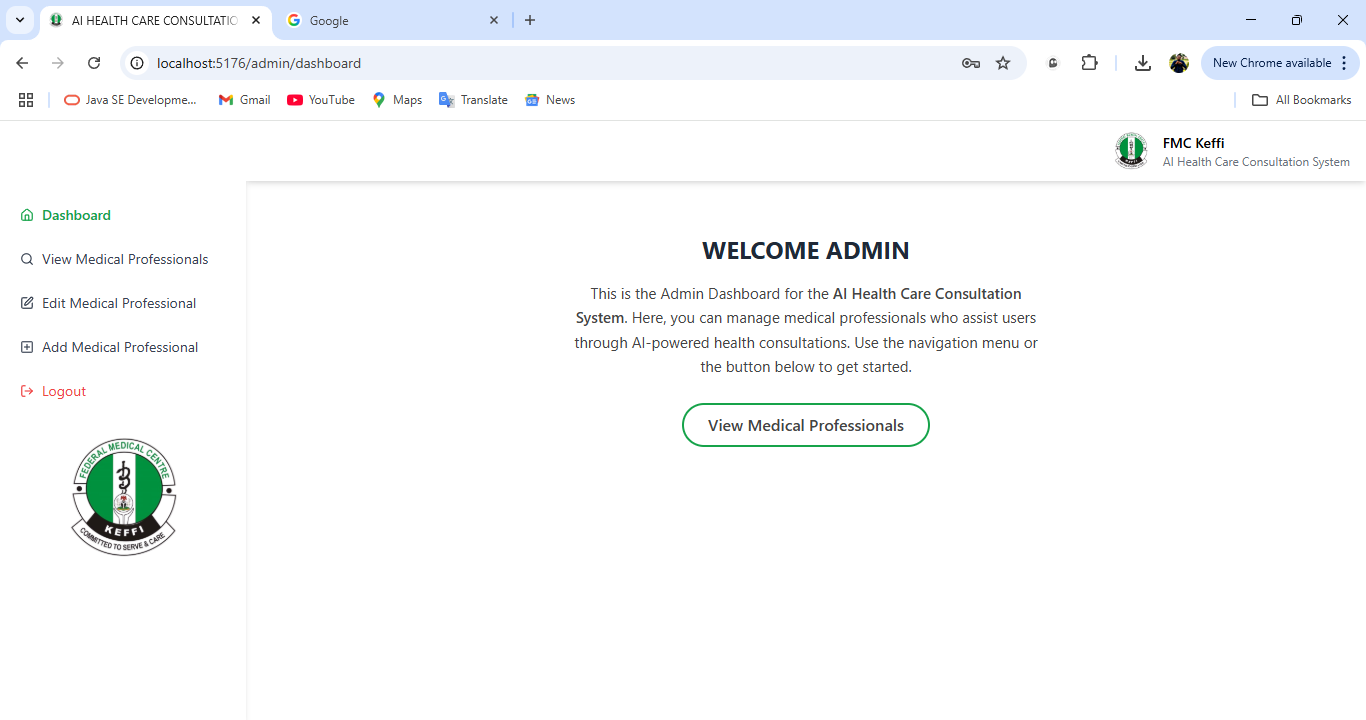 AI HEALTH CARE CONSULTATIO
Google
localhost:5176/admin/dashboard
New Chrome available
Java SE Developme...
Gmail
YouTube
Maps
Translate
News
All Bookmarks
FMC Keffi
AI Health Care Consultation System
Dashboard
View Medical Professionals
Edit Medical Professional
Add Medical Professional
Logout
FEDERAL MEDICAL CENTRE
KEFFI
COMMITTED TO SERVE & CARE
WELCOME ADMIN
This is the Admin Dashboard for the AI Health Care Consultation
System. Here, you can manage medical professionals who assist users
through AI-powered health consultations. Use the navigation menu or
the button below to get started.
View Medical Professionals